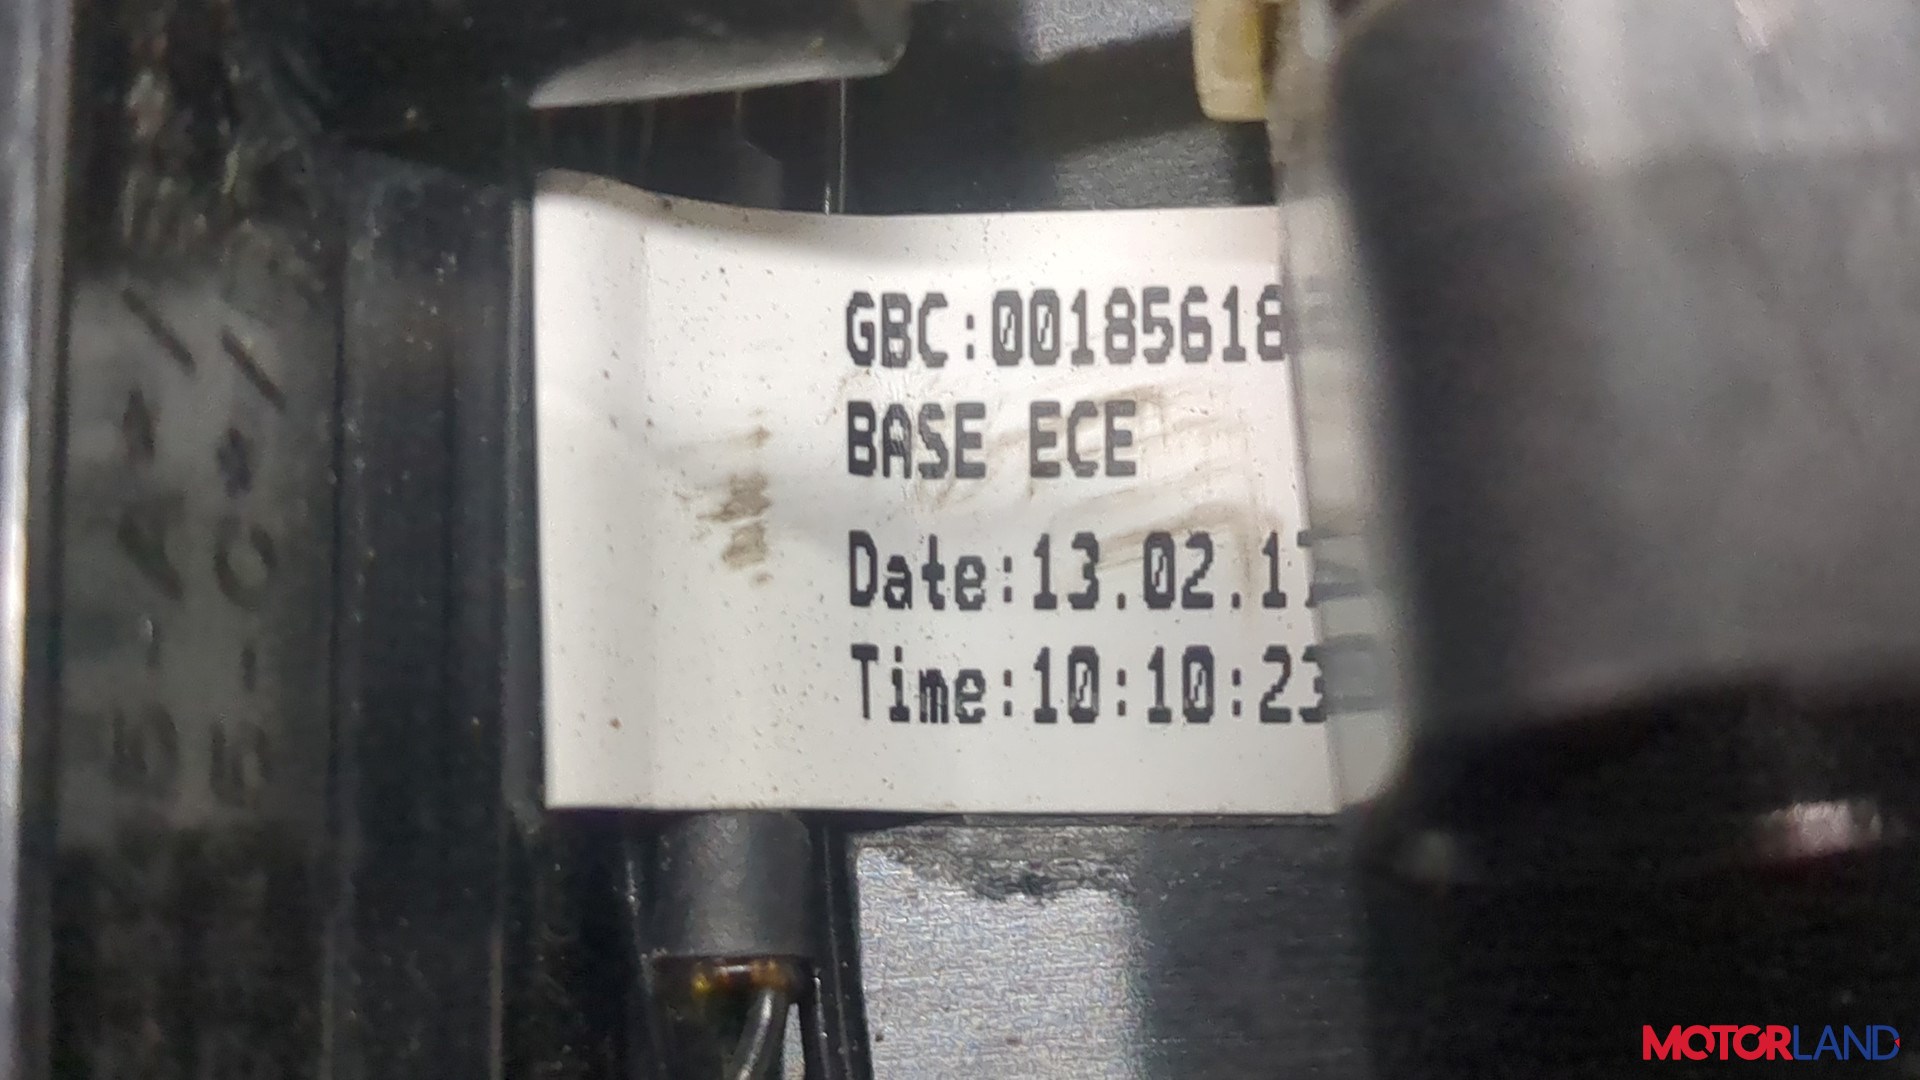 GBC:00185618
BASE ECE
Date:13.02.17
Time:10:10:23
MOTORLAND